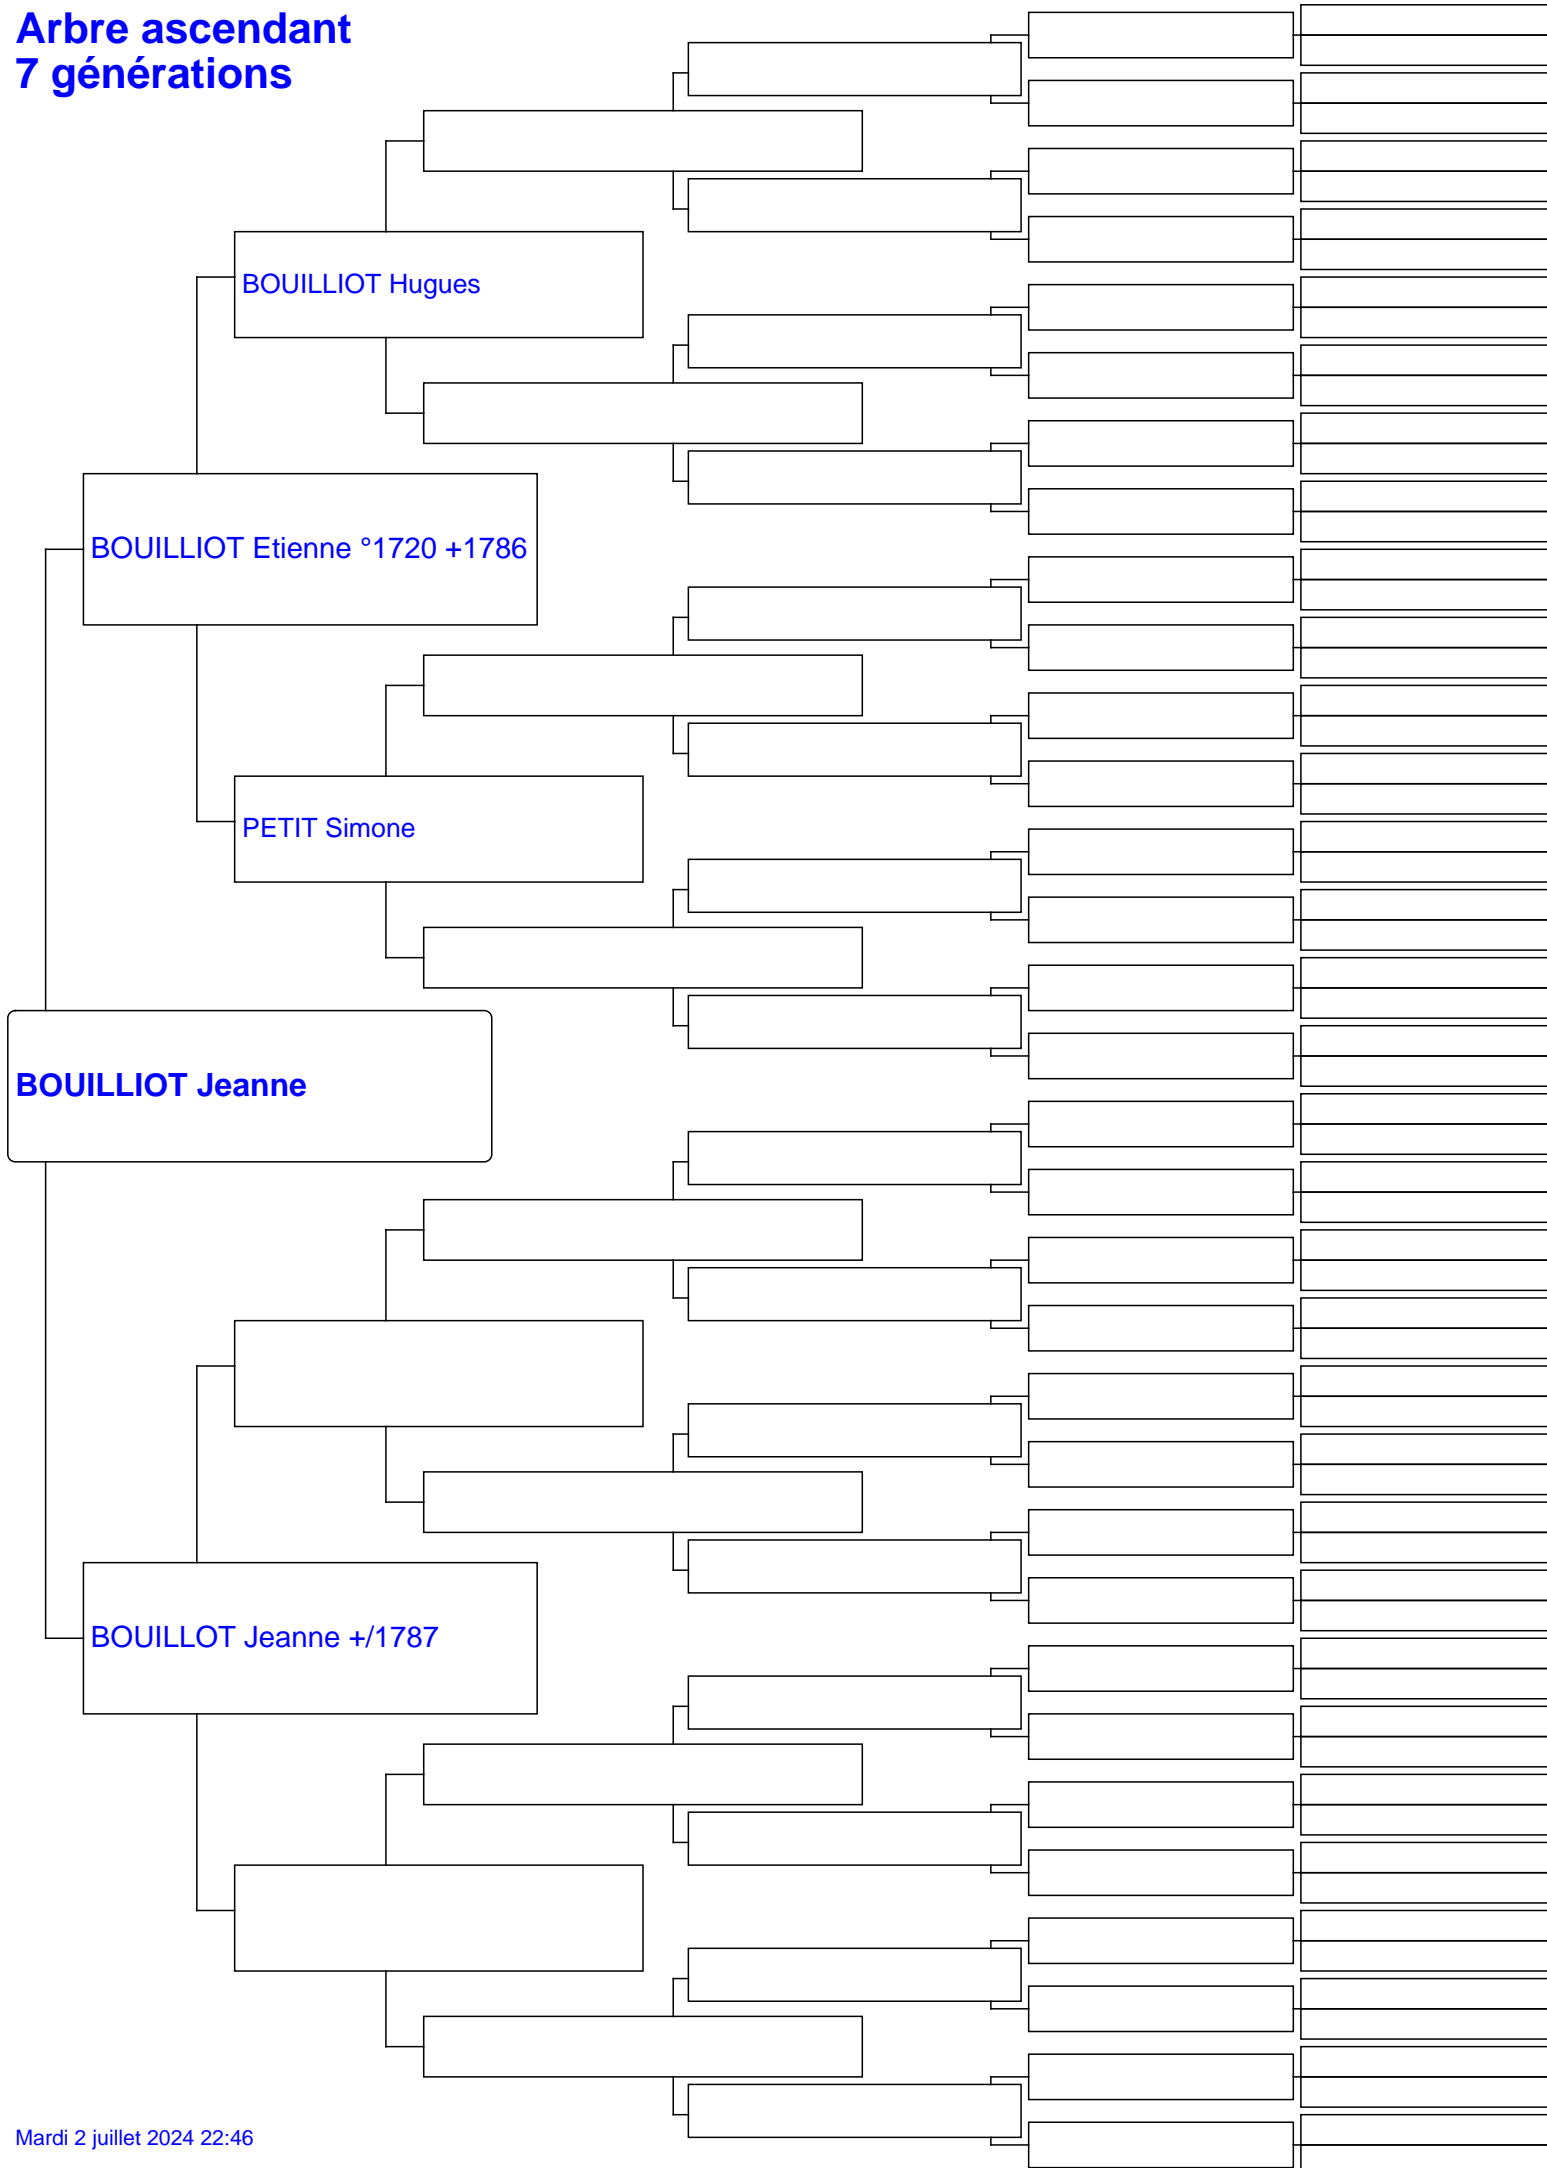 Arbre ascendant
7 générations
BOUILLIOT Hugues
BOUILLIOT Etienne °1720 +1786
PETIT Simone
BOUILLIOT Jeanne
BOUILLOT Jeanne +/1787
Mardi 2 juillet 2024 22:46